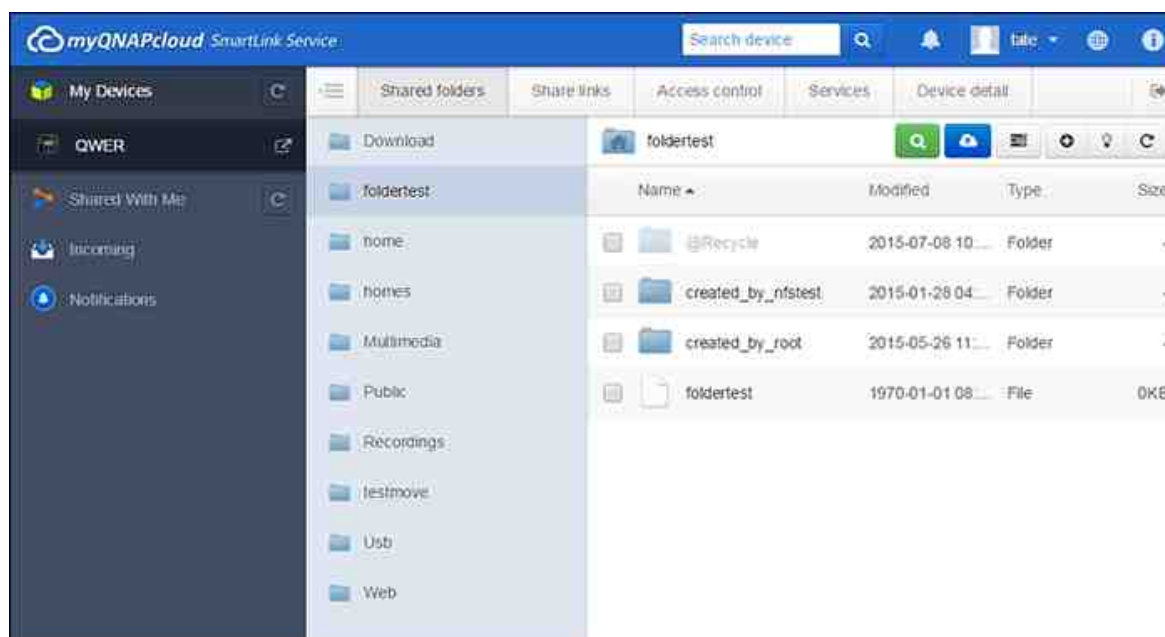 myQNAPcloud SmartLink Service
Search device
tate
My Devices
QWER
Shared With Me
Incoming
Notifications
Shared folders Share links Access control Services Device detail
Download
foldertest
home
homes
Multimedia
Public
Recordings
testmove
Usb
Web
foldertest
Name Modified Type Size
@Recycle 2015-07-08 10:... Folder
created_by_nfstest 2015-01-28 04:... Folder
created_by_root 2015-05-26 11:... Folder
foldertest 1970-01-01 08:... File 0KB